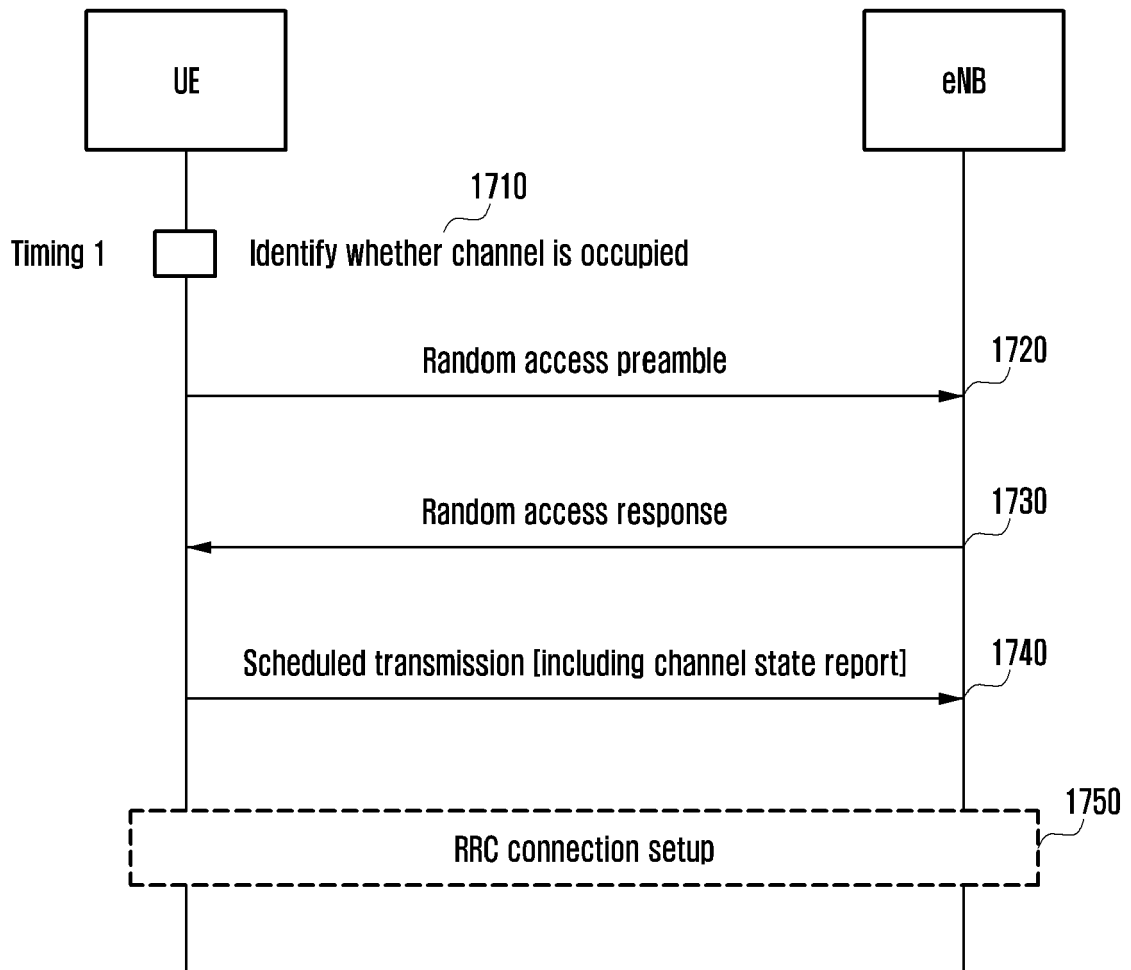 UE
eNB
1710
Timing 1
Identify whether channel is occupied
Random access preamble
1720
Random access response
1730
Scheduled transmission [including channel state report]
1740
RRC connection setup
1750